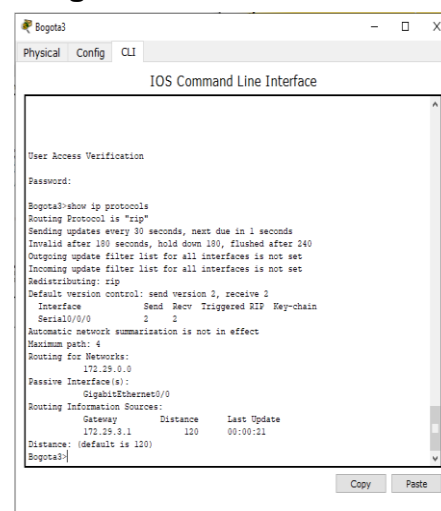 Bogota3
Physical Config CLI
IOS Command Line Interface
User Access Verification
Password:
Bogota3>show ip protocols
Routing Protocol is "rip"
Sending updates every 30 seconds, next due in 1 seconds
Invalid after 180 seconds, hold down 180, flushed after 240
Outgoing update filter list for all interfaces is not set
Incoming update filter list for all interfaces is not set
Redistributing: rip
Default version control: send version 2, receive 2
Interface Send Recv Triggered RIP Key-chain
Serial0/0/0 2 2
Automatic network summarization is not in effect
Maximum path: 4
Routing for Networks:
172.29.0.0
Passive Interface(s):
GigabitEthernet0/0
Routing Information Sources:
Gateway Distance Last Update
172.29.3.1 120 00:00:21
Distance: (default is 120)
Bogota3>
Copy Paste